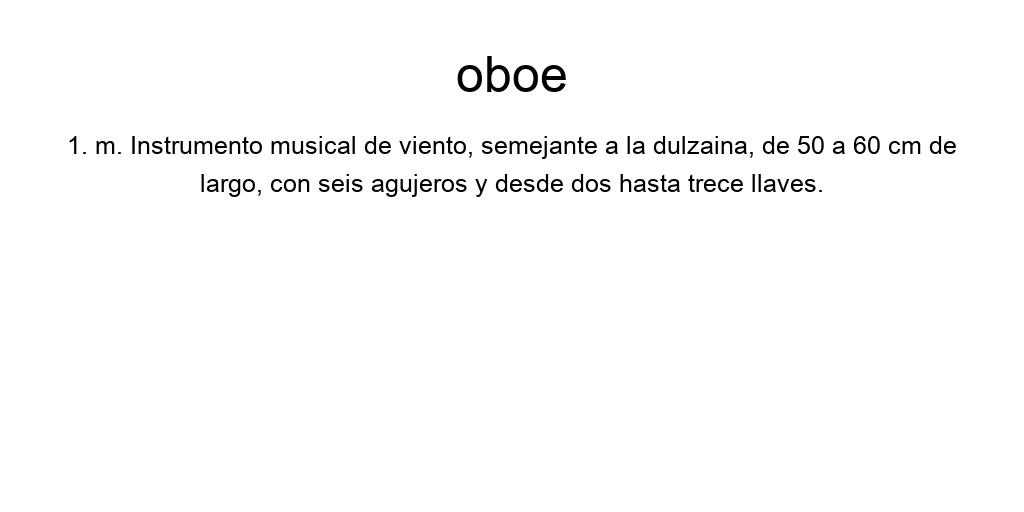 oboe
1. m. Instrumento musical de viento, semejante a la dulzaina, de 50 a 60 cm de
largo, con seis agujeros y desde dos hasta trece llaves.